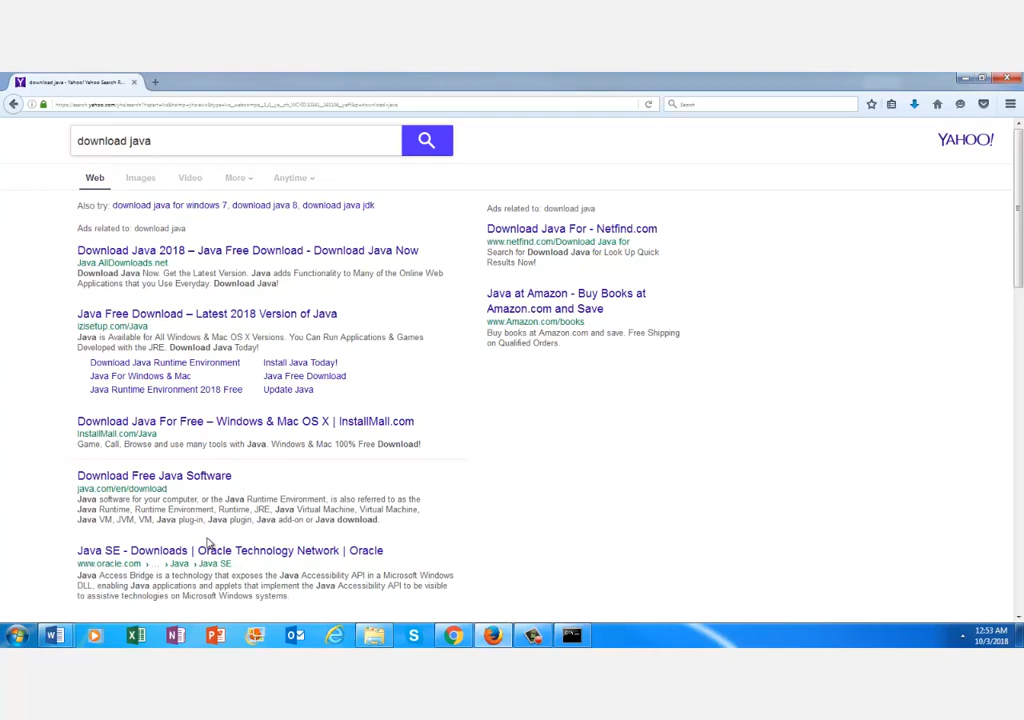 download java - Yahoo! Yahoo Search R...
Search
download java
YAHOO!
Web
Images
Video
More
Anytime
Also try: download java for windows 7, download java 8, download java jdk
Ads related to: download java
Download Java 2018 – Java Free Download - Download Java Now
Java.AllDownloads.net
Download Java Now. Get the Latest Version. Java adds Functionality to Many of the Online Web
Applications that you Use Everyday. Download Java!
Java Free Download – Latest 2018 Version of Java
izisetup.com/Java
Java is Available for All Windows & Mac OS X Versions. You Can Run Applications & Games
Developed with the JRE. Download Java Today!
Download Java Runtime Environment
Install Java Today!
Java For Windows & Mac
Java Free Download
Java Runtime Environment 2018 Free
Update Java
Download Java For Free – Windows & Mac OS X | InstallMall.com
InstallMall.com/Java
Game, Call, Browse and use many tools with Java. Windows & Mac 100% Free Download!
Download Free Java Software
java.com/en/download
Java software for your computer, or the Java Runtime Environment, is also referred to as the
Java Runtime, Runtime Environment, Runtime, JRE, Java Virtual Machine, Virtual Machine,
Java VM, JVM, VM, Java plug-in, Java plugin, Java add-on or Java download.
Java SE - Downloads | Oracle Technology Network | Oracle
www.oracle.com › ... › Java › Java SE
Java Access Bridge is a technology that exposes the Java Accessibility API in a Microsoft Windows
DLL, enabling Java applications and applets that implement the Java Accessibility API to be visible
to assistive technologies on Microsoft Windows systems.
Ads related to: download java
Download Java For - Netfind.com
www.netfind.com/Download Java for
Search for Download Java for Look Up Quick
Results Now!
Java at Amazon - Buy Books at
Amazon.com and Save
www.Amazon.com/books
Buy books at Amazon.com and save. Free Shipping
on Qualified Orders.
12:53 AM
10/3/2018